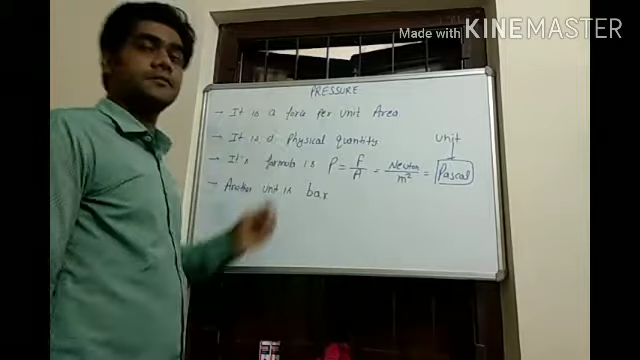 Made with KINEMASTER
PRESSURE
- It is a force per unit Area
- It is a Physical quantity
- It's formula is P = F/A = Neuton/m² = Pascal
unit
- Another unit is bar